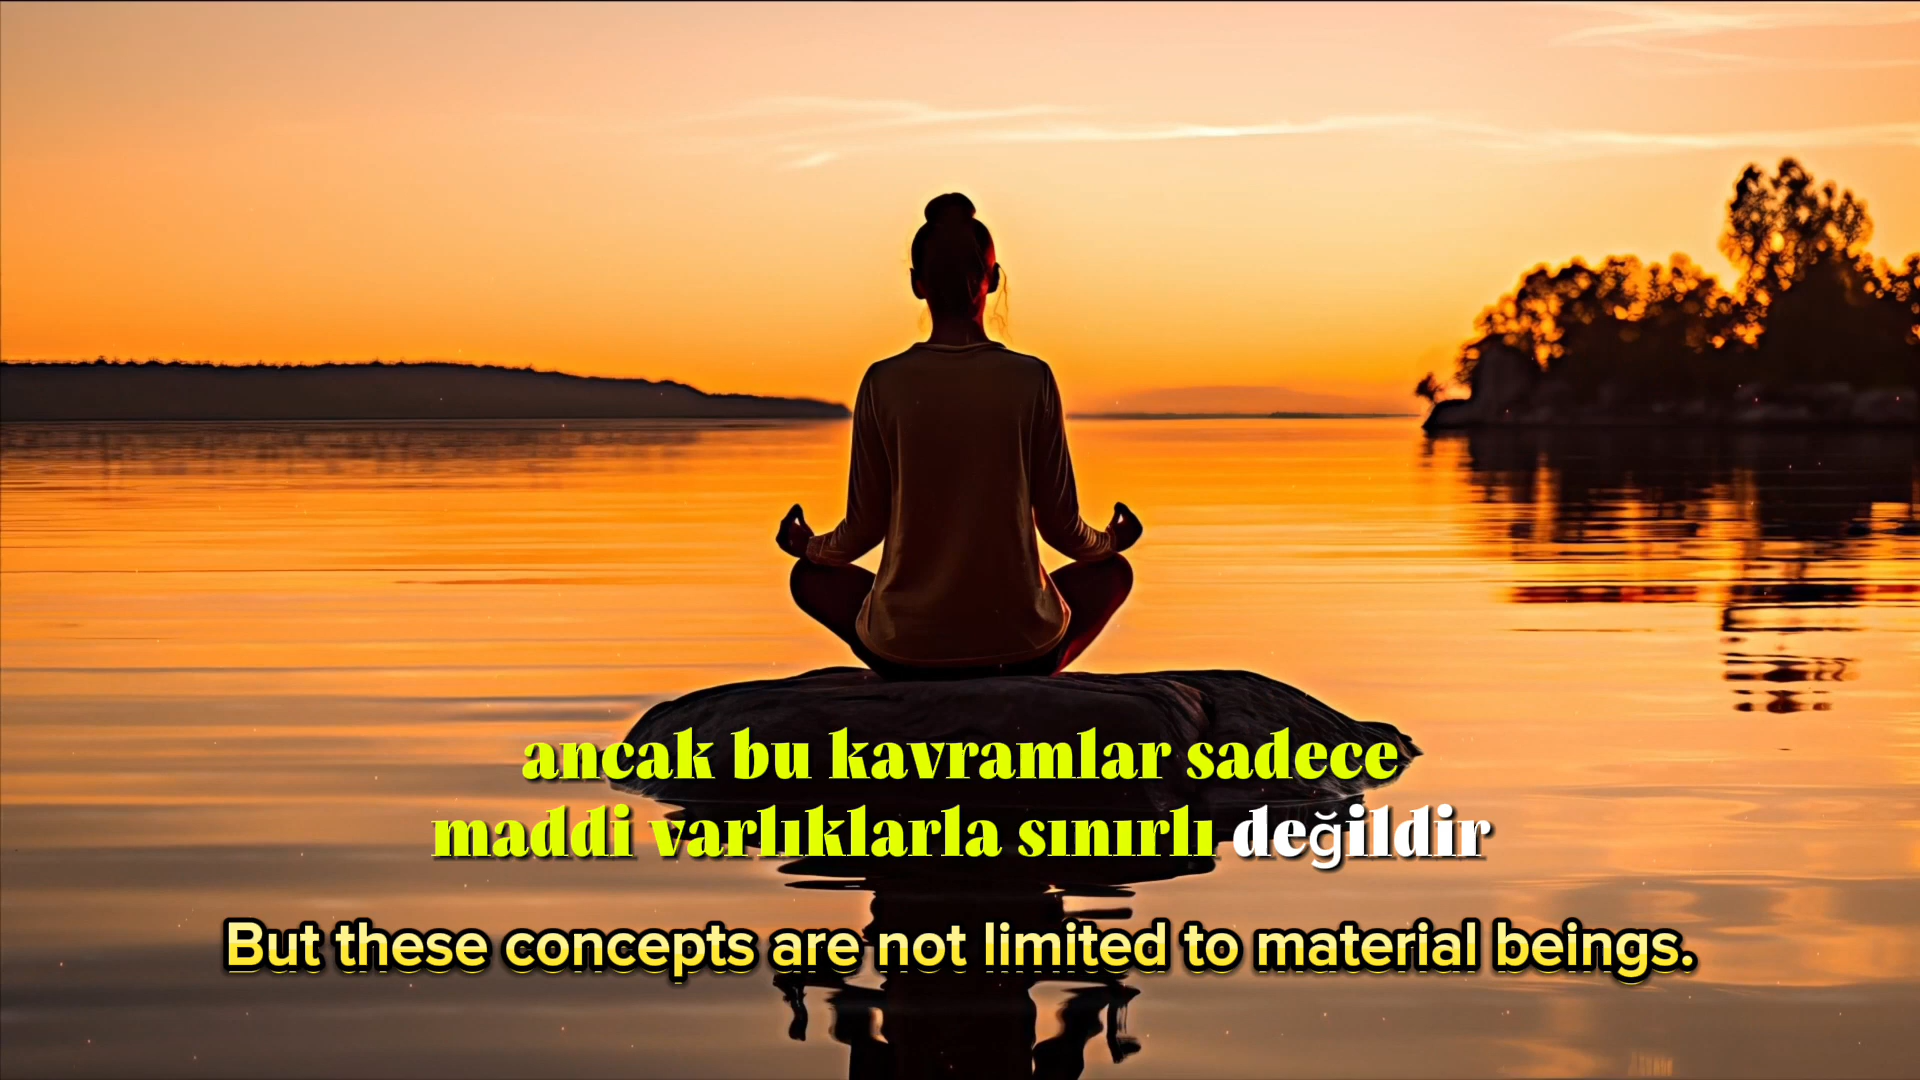 ancak bu kavramlar sadece
maddi varlıklarla sınırlı değildir
But these concepts are not limited to material beings.